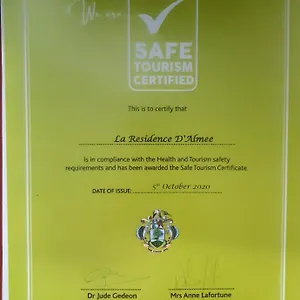 We are
SAFE
TOURISM
CERTIFIED
This is to certify that
La Residence D'Almee
is in compliance with the Health and Tourism safety
requirements and has been awarded the Safe Tourism Certificate.
DATE OF ISSUE: 5th October 2020
Dr Jude Gedeon Mrs Anne Lafortune